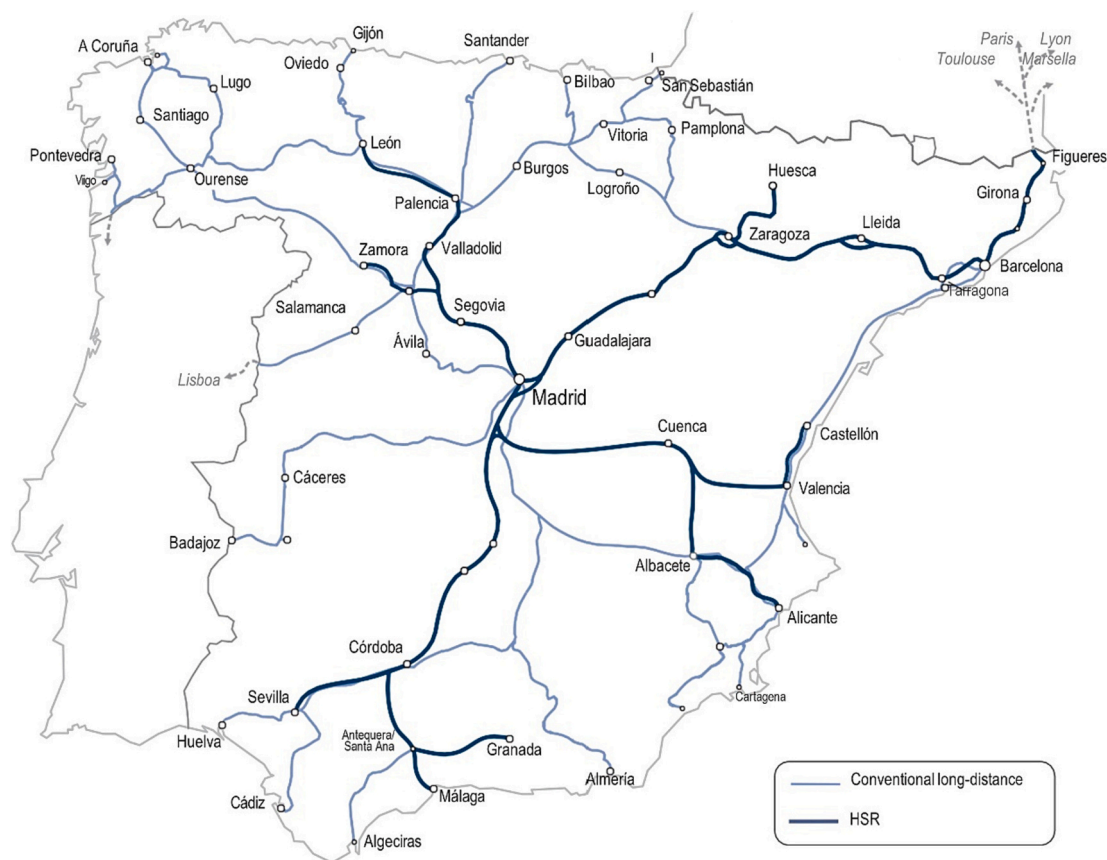 Gijón
Santander
Paris
Lyon
A Coruña
Oviedo
Toulouse
Marsella
Bilbao
San Sebastián
Lugo
Santiago
León
Vitoria
Pamplona
Pontevedra
Figueres
Vigo
Ourense
Burgos
Huesca
Logroño
Girona
Palencia
Zaragoza
Lleida
Zamora
Valladolid
Barcelona
Salamanca
Segovia
Tarragona
Ávila
Guadalajara
Lisboa
Madrid
Cuenca
Castellón
Cáceres
Valencia
Badajoz
Albacete
Alicante
Córdoba
Sevilla
Cartagena
Huelva
Antequera/
Santa Ana
Granada
Almería
Conventional long-distance
Cádiz
Málaga
HSR
Algeciras